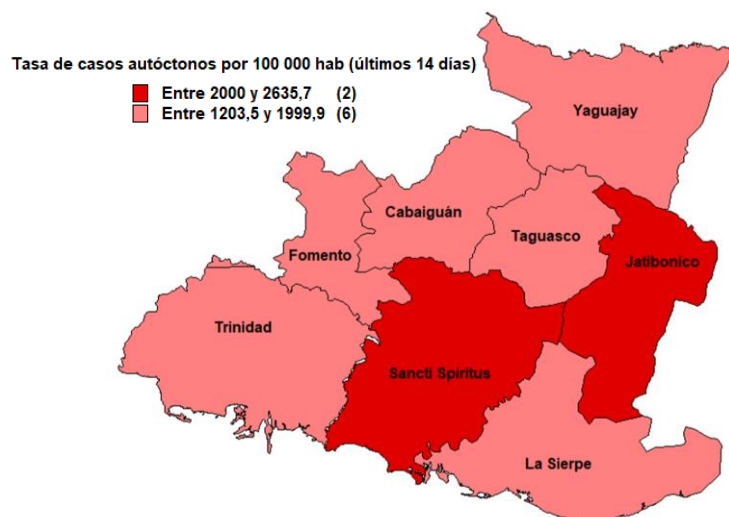 Tasa de casos autóctonos por 100 000 hab (últimos 14 días)
Entre 2000 y 2635,7 (2)
Entre 1203,5 y 1999,9 (6)
Yaguajay
Cabaiguán
Taguasco
Fomento
Jatibonico
Trinidad
Sancti Spiritus
La Sierpe